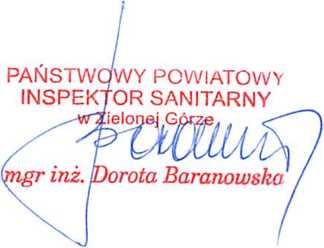 PAŃSTWOWY POWIATOWY
INSPEKTOR SANITARNY
w Zielonej Górze
mgr inż. Dorota Baranowska